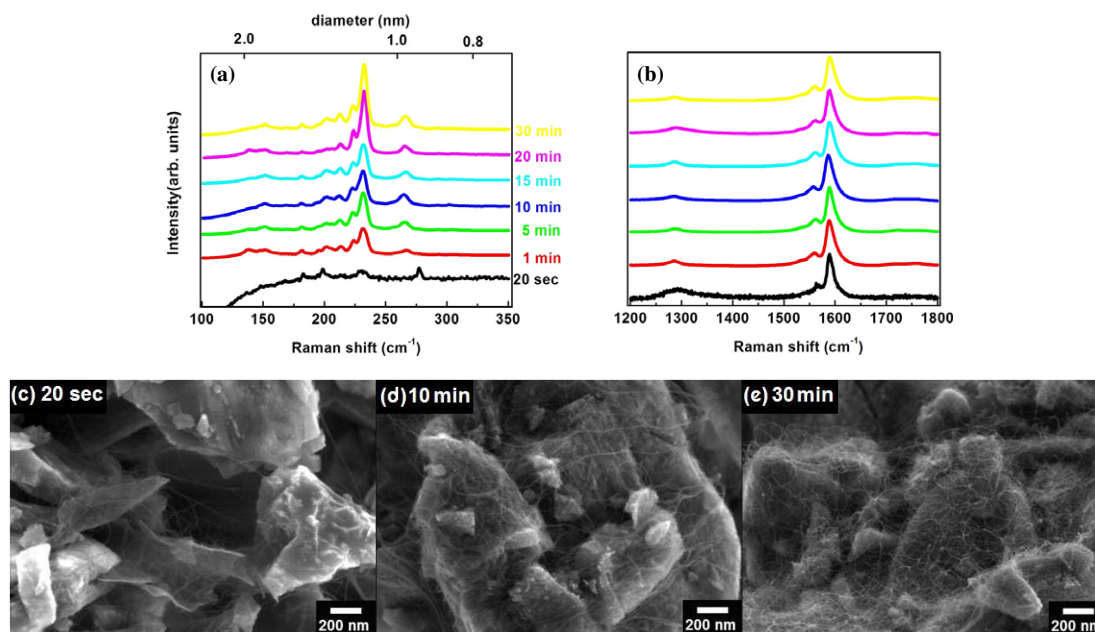 diameter (nm)
2.0 1.0 0.8
(a)
Intensity(arb. units)
30 min
20 min
15 min
10 min
5 min
1 min
20 sec
100 150 200 250 300 350
Raman shift (cm⁻¹)
(b)
1200 1300 1400 1500 1600 1700 1800
Raman shift (cm⁻¹)
(c) 20 sec
200 nm
(d)10 min
200 nm
(e) 30 min
200 nm